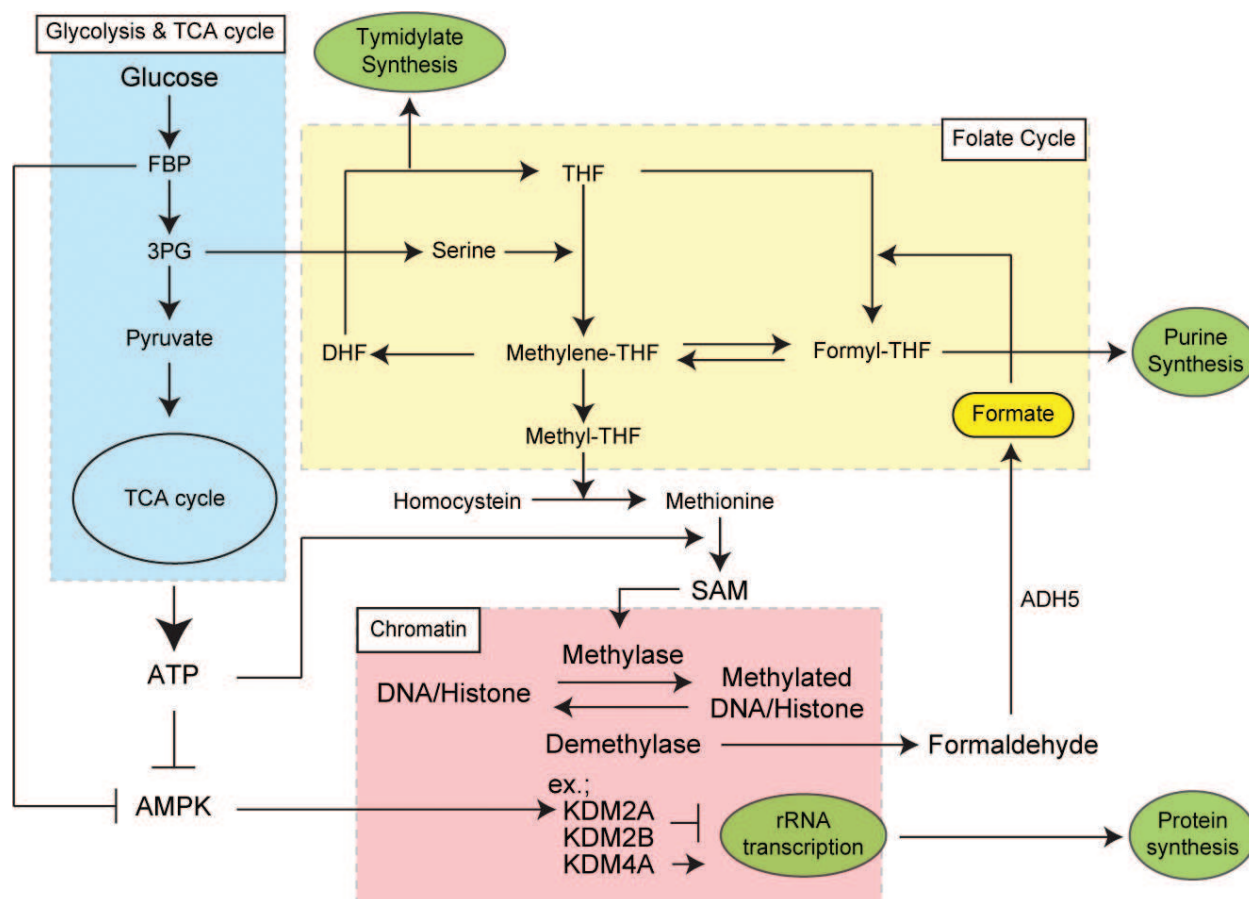 Glycolysis & TCA cycle
Glucose
FBP
3PG
Pyruvate
TCA cycle
ATP
AMPK
Tymidylate
Synthesis
Folate Cycle
THF
Serine
DHF
Methylene-THF
Formyl-THF
Methyl-THF
Formate
Purine
Synthesis
Homocystein
Methionine
SAM
ADH5
Chromatin
Methylase
DNA/Histone
Methylated
DNA/Histone
Demethylase
Formaldehyde
ex.;
KDM2A
KDM2B
KDM4A
rRNA
transcription
Protein
synthesis